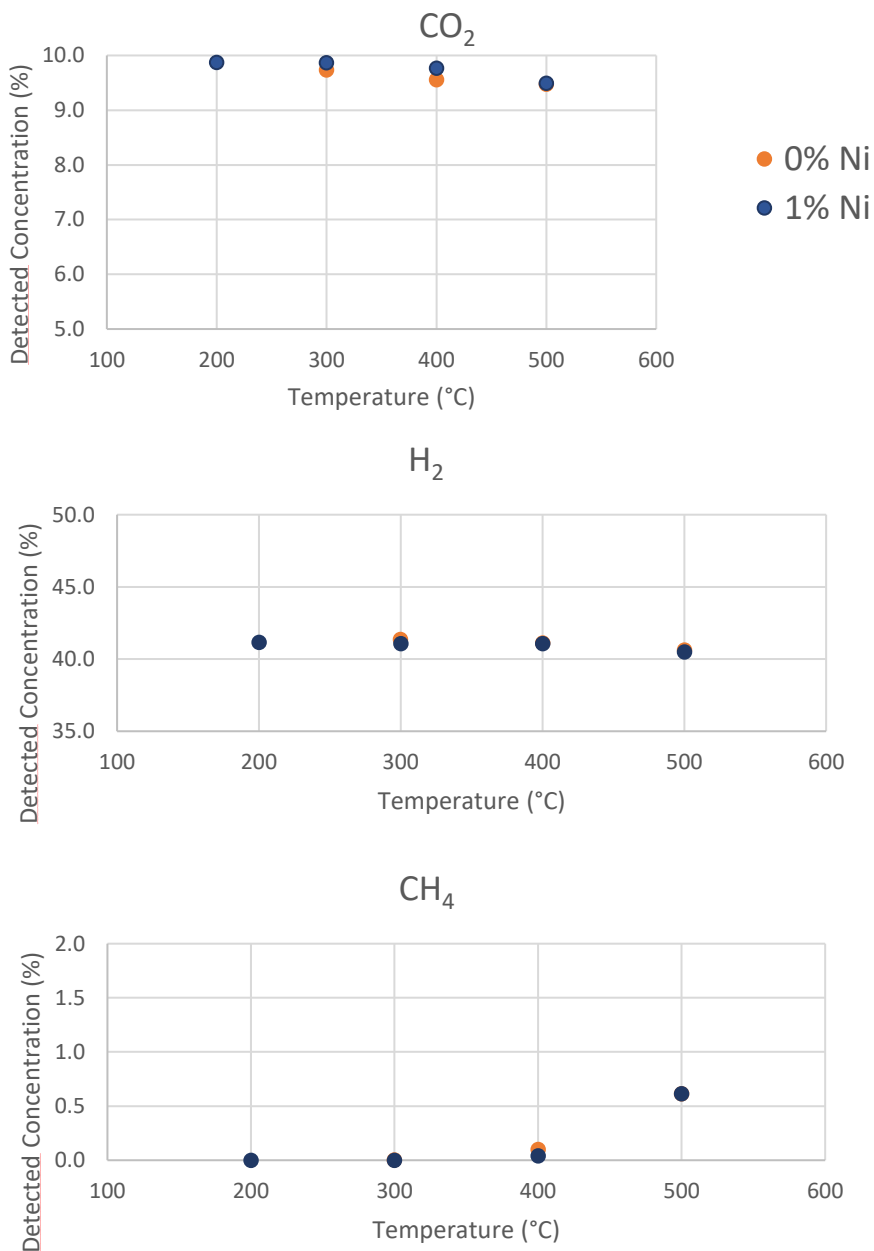 CO₂
Detected Concentration (%)
10.0
9.0
8.0
7.0
6.0
5.0
100 200 300 400 500 600
Temperature (°C)
0% Ni
1% Ni
H₂
Detected Concentration (%)
50.0
45.0
40.0
35.0
100 200 300 400 500 600
Temperature (°C)
CH₄
Detected Concentration (%)
2.0
1.5
1.0
0.5
0.0
100 200 300 400 500 600
Temperature (°C)